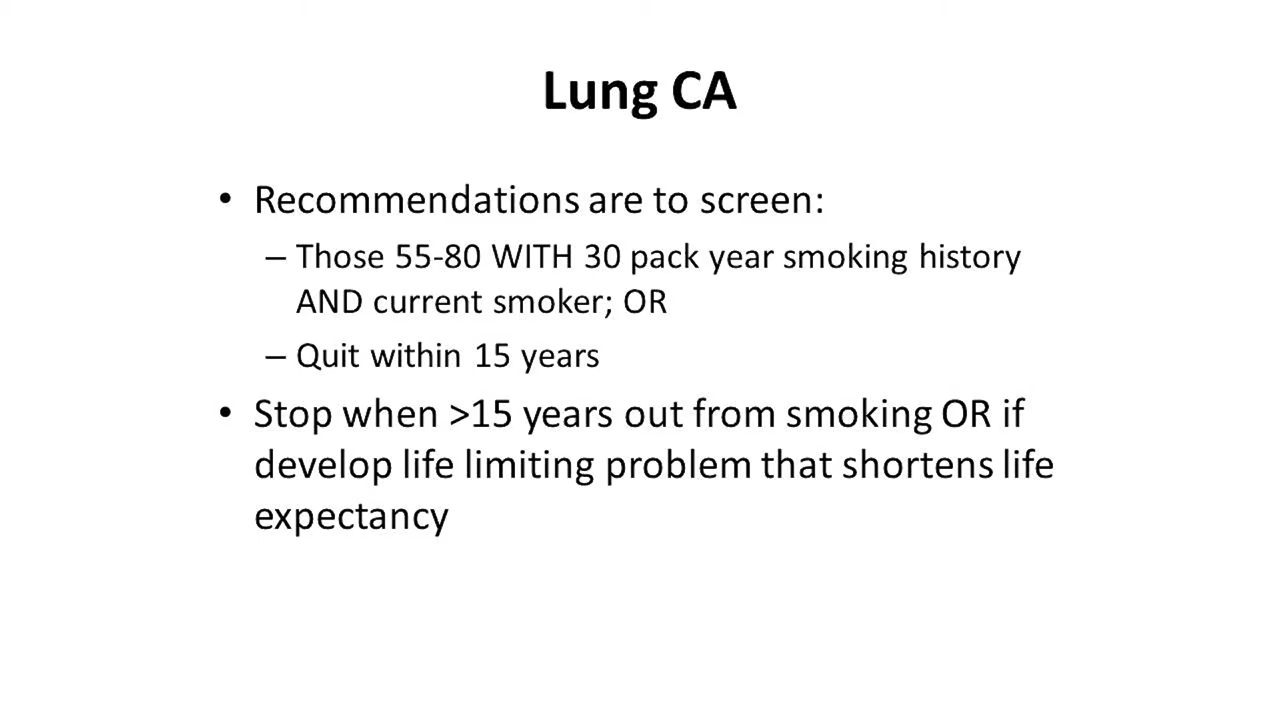 Lung CA
• Recommendations are to screen:
– Those 55-80 WITH 30 pack year smoking history
AND current smoker; OR
– Quit within 15 years
• Stop when >15 years out from smoking OR if
develop life limiting problem that shortens life
expectancy